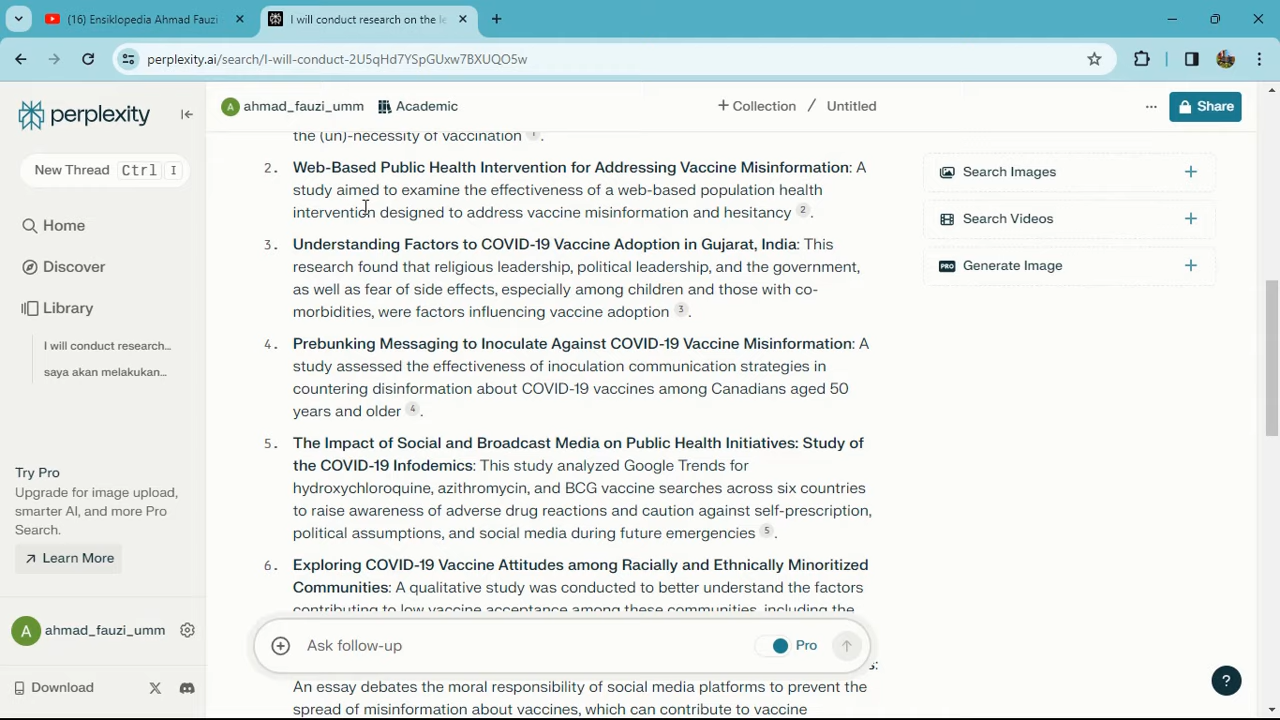 (16) Ensiklopedia Ahmad Fauzi
I will conduct research on the le
perplexity.ai/search/I-will-conduct-2U5qHd7YSpGUxw7BXUQO5w
perplexity
New Thread Ctrl I
Home
Discover
Library
I will conduct research...
saya akan melakukan...
Try Pro
Upgrade for image upload,
smarter AI, and more Pro
Search.
Learn More
A ahmad_fauzi_umm
Download
A ahmad_fauzi_umm Academic
+ Collection / Untitled
... Share
the (un)-necessity of vaccination 1.
2. Web-Based Public Health Intervention for Addressing Vaccine Misinformation: A
study aimed to examine the effectiveness of a web-based population health
intervention designed to address vaccine misinformation and hesitancy 2.
3. Understanding Factors to COVID-19 Vaccine Adoption in Gujarat, India: This
research found that religious leadership, political leadership, and the government,
as well as fear of side effects, especially among children and those with co-
morbidities, were factors influencing vaccine adoption 3.
4. Prebunking Messaging to Inoculate Against COVID-19 Vaccine Misinformation: A
study assessed the effectiveness of inoculation communication strategies in
countering disinformation about COVID-19 vaccines among Canadians aged 50
years and older 4.
5. The Impact of Social and Broadcast Media on Public Health Initiatives: Study of
the COVID-19 Infodemics: This study analyzed Google Trends for
hydroxychloroquine, azithromycin, and BCG vaccine searches across six countries
to raise awareness of adverse drug reactions and caution against self-prescription,
political assumptions, and social media during future emergencies 5.
6. Exploring COVID-19 Vaccine Attitudes among Racially and Ethnically Minoritized
Communities: A qualitative study was conducted to better understand the factors
contributing to low vaccine acceptance among these communities, including the
Ask follow-up Pro
s:
An essay debates the moral responsibility of social media platforms to prevent the
spread of misinformation about vaccines, which can contribute to vaccine
Search Images +
Search Videos +
PRO Generate Image +
?